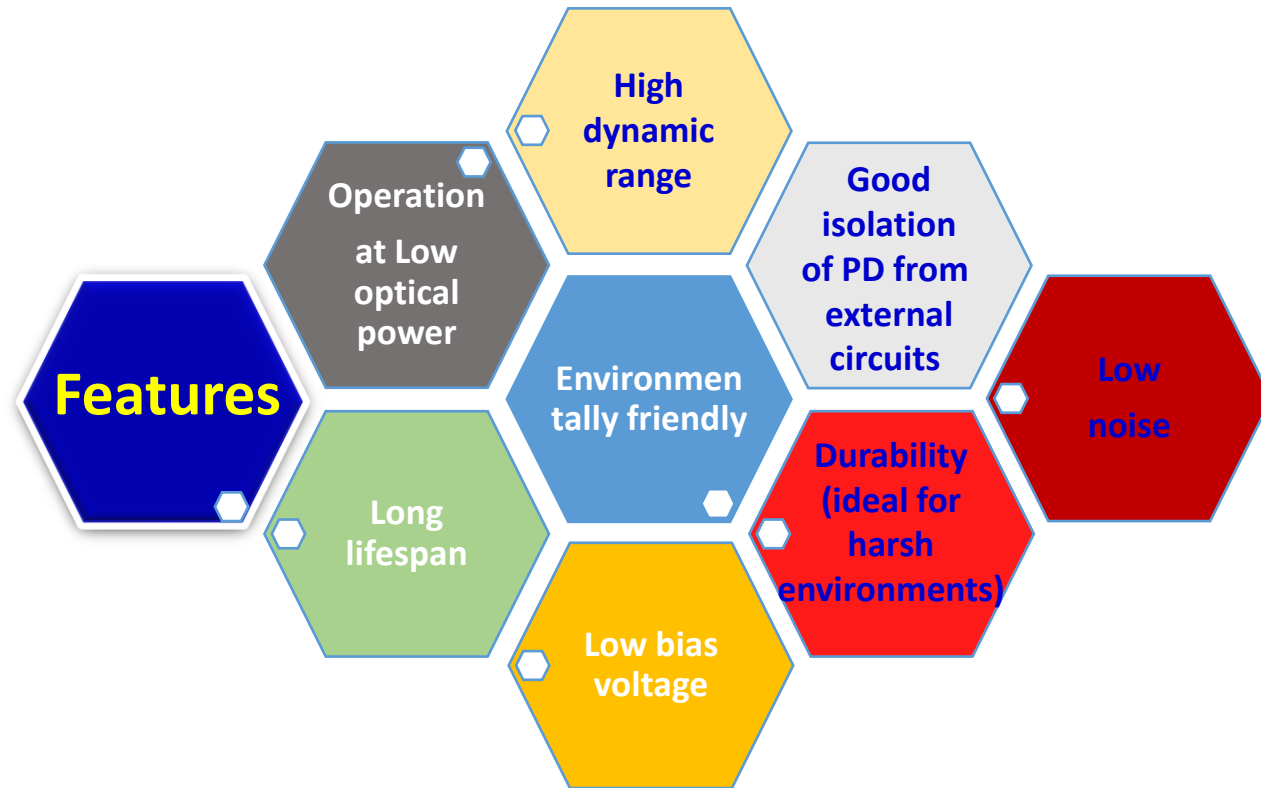 Features
Operation
at Low
optical
power
Long
lifespan
High
dynamic
range
Environmen
tally friendly
Low bias
voltage
Good
isolation
of PD from
external
circuits
Durability
(ideal for
harsh
environments)
Low
noise